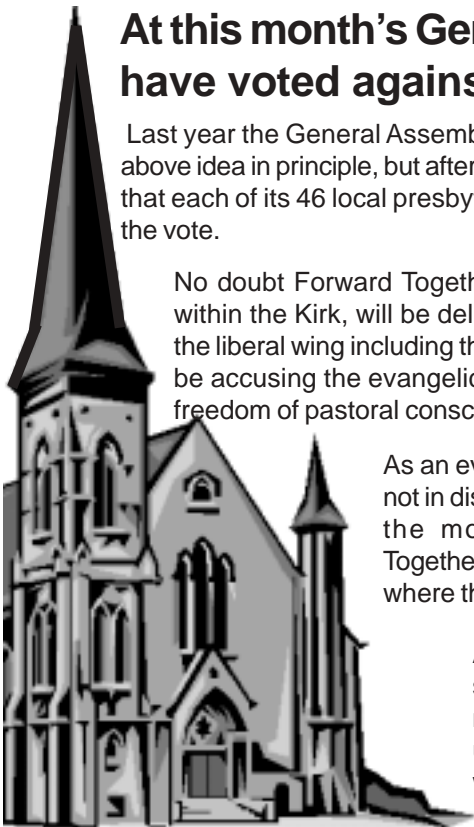 At this month's Gen
have voted agains
Last year the General Assemb
above idea in principle, but after
that each of its 46 local presby
the vote.
No doubt Forward Togeth
within the Kirk, will be del
the liberal wing including th
be accusing the evangelic
freedom of pastoral consc
As an ev
not in dis
the mo
Togethe
where th